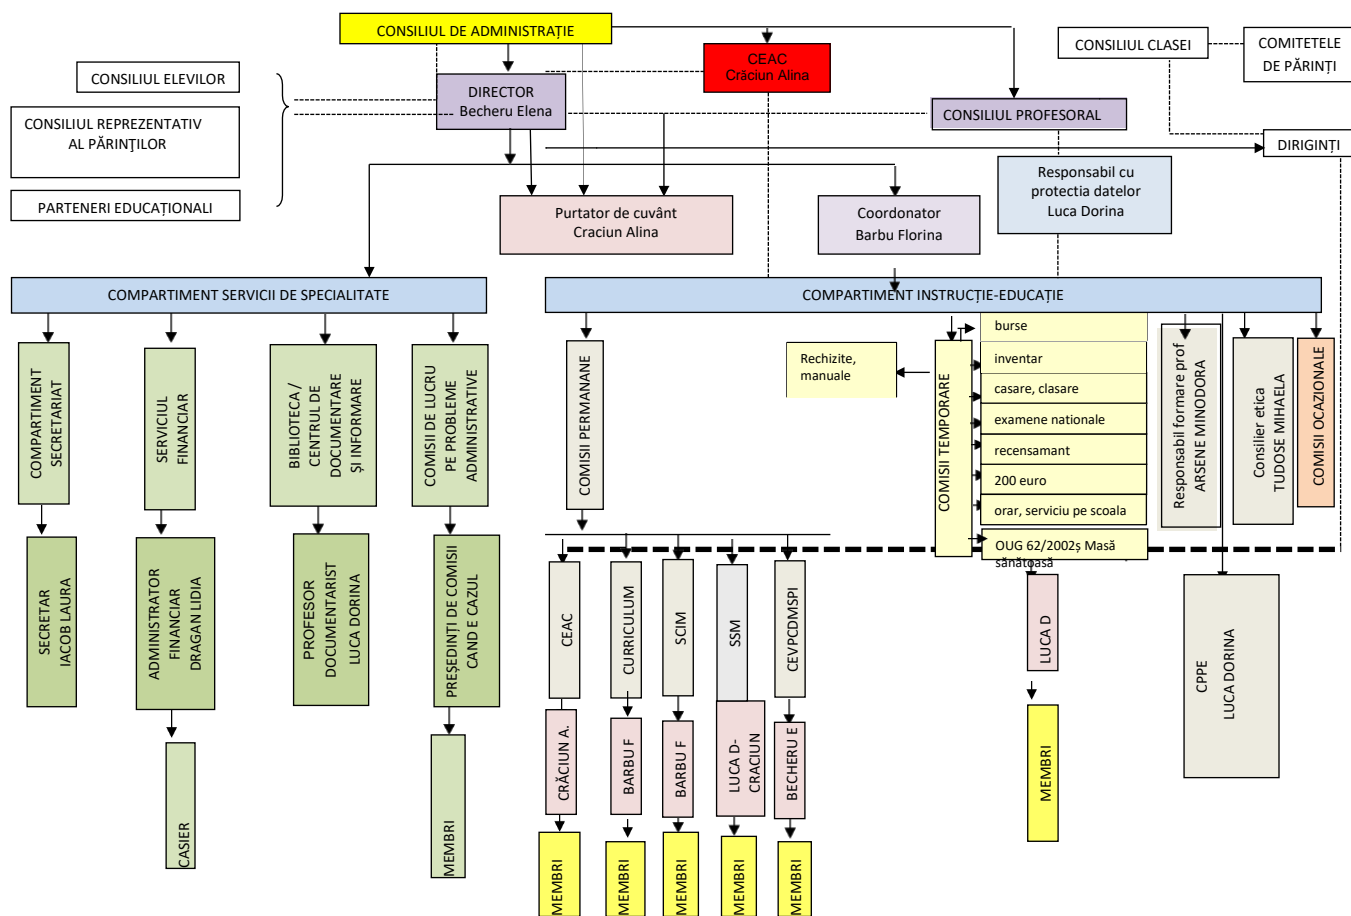 CONSILIUL DE ADMINISTRAȚIE
CEAC
Crăciun Alina
CONSILIUL CLASEI
COMITETELE
DE PĂRINȚI
CONSILIUL ELEVILOR
DIRECTOR
Becheru Elena
CONSILIUL PROFESORAL
CONSILIUL REPREZENTATIV
AL PĂRINŢILOR
DIRIGINȚI
Responsabil cu
protectia datelor
Luca Dorina
PARTENERI EDUCAȚIONALI
Purtator de cuvânt
Craciun Alina
Coordonator
Barbu Florina
COMPARTIMENT SERVICII DE SPECIALITATE
COMPARTIMENT INSTRUCȚIE-EDUCAȚIE
COMPARTIMENT
SECRETARIAT
SERVICIUL
FINANCIAR
BIBLIOTECA/
CENTRUL DE
DOCUMENTARE
ȘI INFORMARE
COMISII DE LUCRU
PE PROBLEME
ADMINISTRATIVE
COMISII PERMANANE
Rechizite,
manuale
COMISII TEMPORARE
burse
inventar
casare, clasare
examene nationale
recensamant
200 euro
orar, serviciu pe scoala
OUG 62/2002ș Masă
sănătoasă
Responsabil formare prof
ARSENE MINODORA
Consilier etica
TUDOSE MIHAELA
COMISII OCAZIONALE
SECRETAR
IACOB LAURA
ADMINISTRATOR
FINANCIAR
DRAGAN LIDIA
PROFESOR
DOCUMENTARIST
LUCA DORINA
PREȘEDINȚI DE COMISII
CAND E CAZUL
CEAC
CURRICULUM
SCIM
SSM
CEVPCDMSPI
LUCA D
CPPE
LUCA DORINA
CASIER
MEMBRI
CRĂCIUN A.
BARBU F
BARBU F
LUCA D-
CRACIUN
BECHERU E
MEMBRI
MEMBRI
MEMBRI
MEMBRI
MEMBRI
MEMBRI